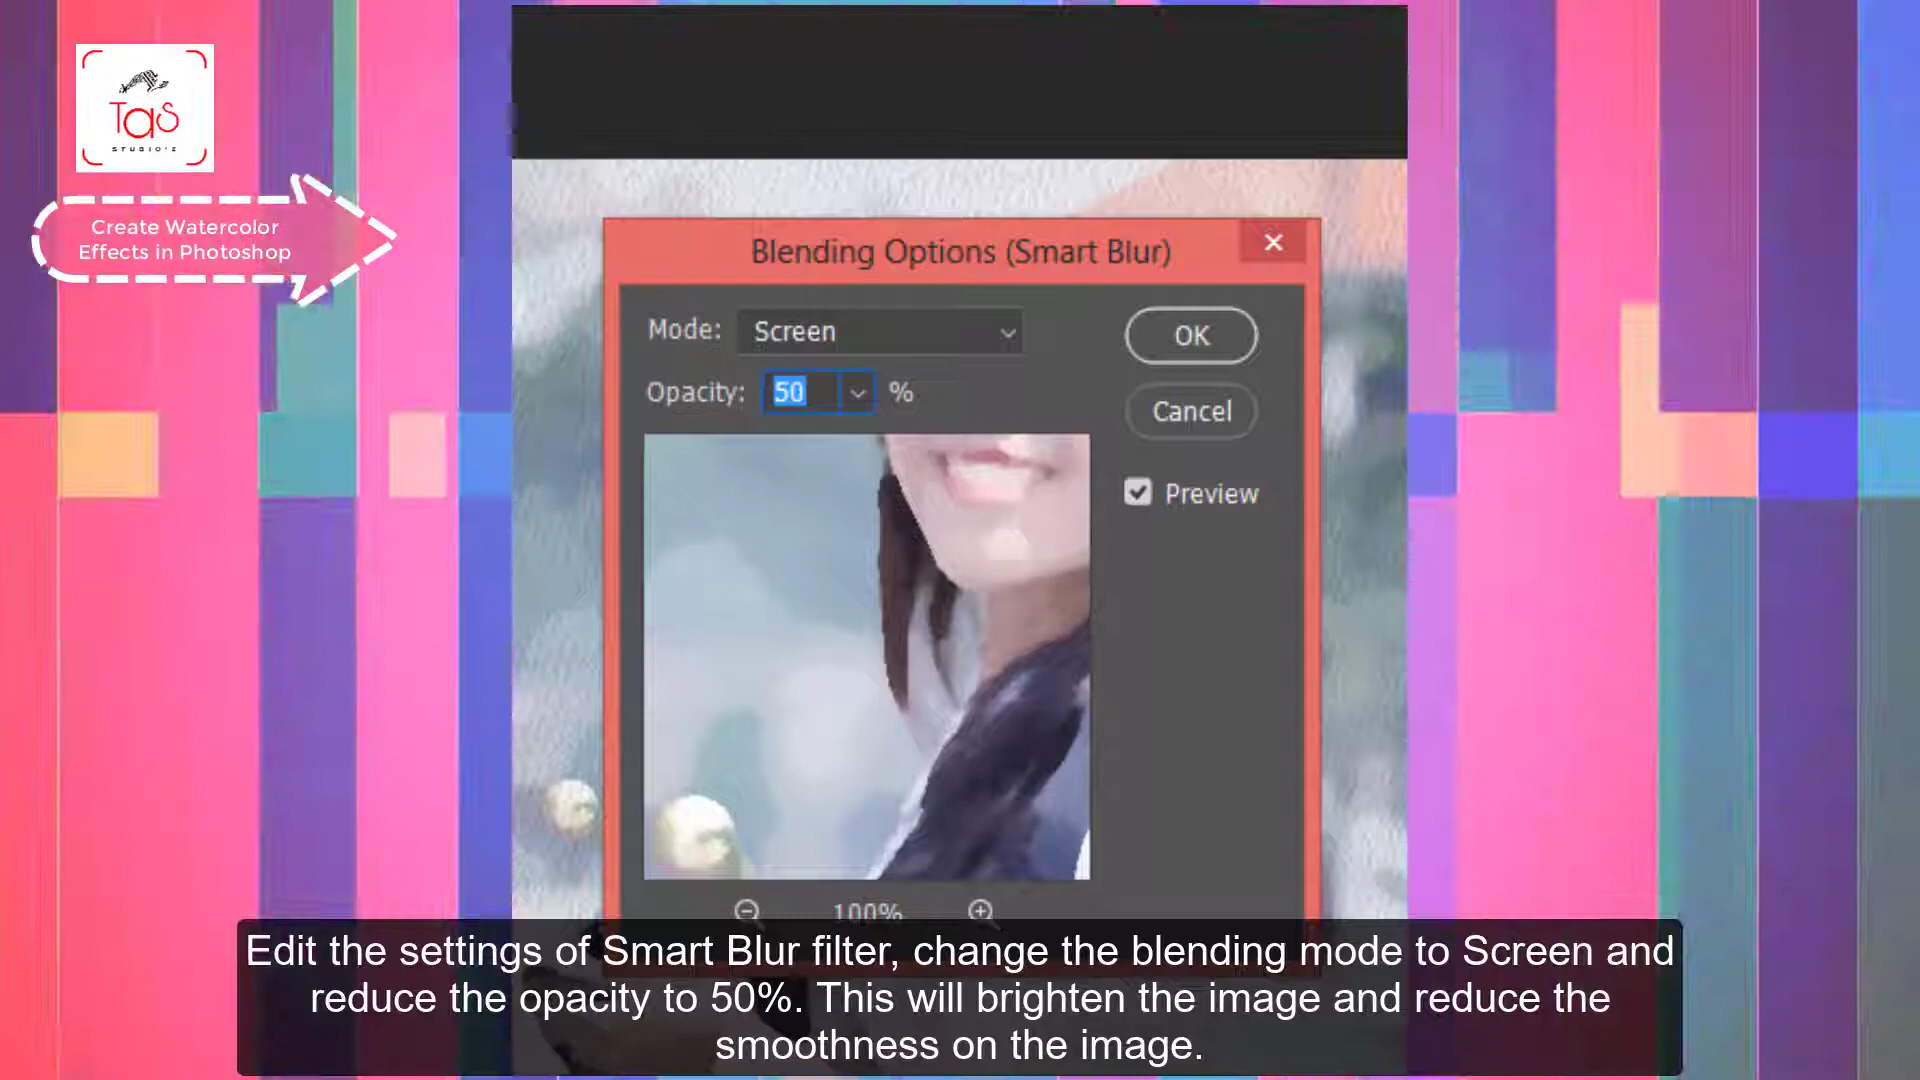 Tas
STUDIO'Z
Create Watercolor
Effects in Photoshop
Blending Options (Smart Blur)
Mode: Screen
OK
Opacity: 50 %
Cancel
Preview
100%
Edit the settings of Smart Blur filter, change the blending mode to Screen and
reduce the opacity to 50%. This will brighten the image and reduce the
smoothness on the image.